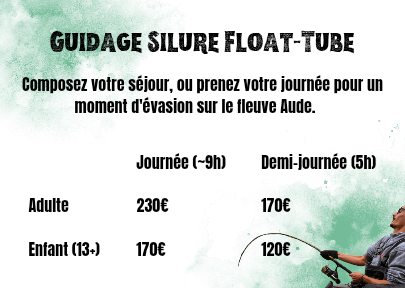 Guidage Silure Float-Tube
Composez votre séjour, ou prenez votre journée pour un
moment d'évasion sur le fleuve Aude.
Journée (~9h) Demi-journée (5h)
Adulte 230€ 170€
Enfant (13+) 170€ 120€